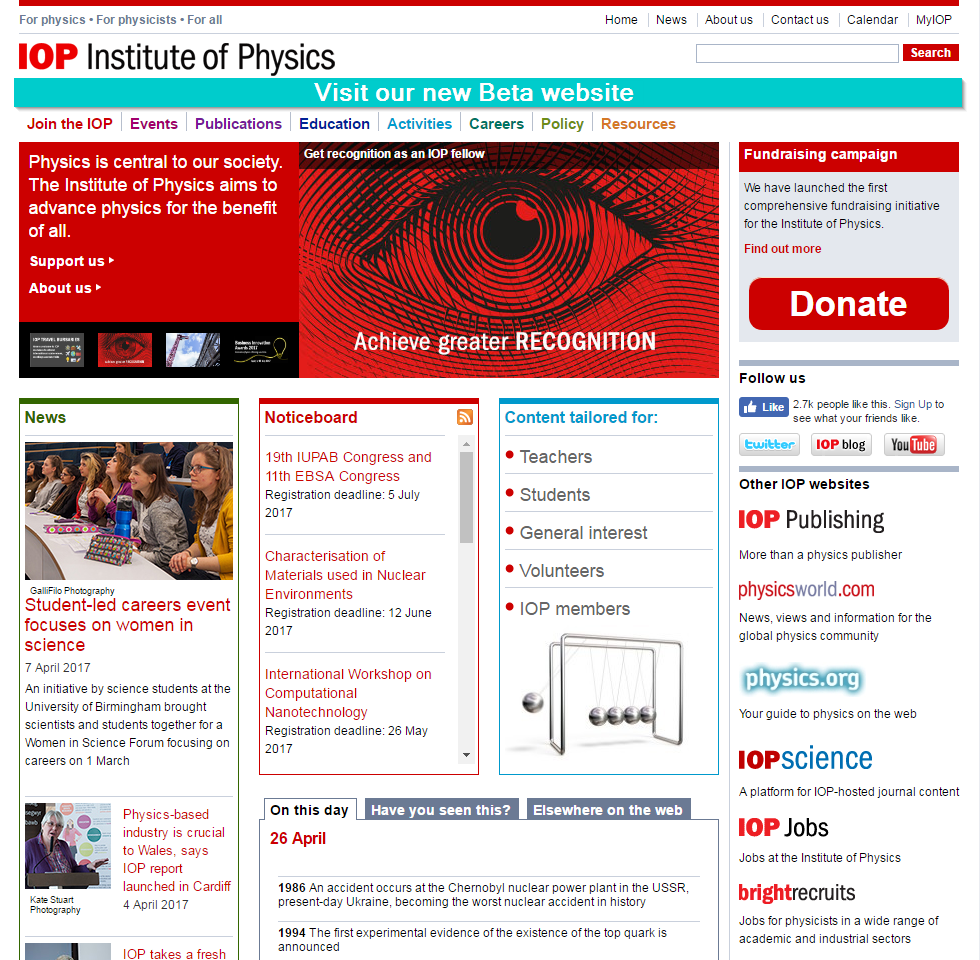 For physics • For physicists • For all
Home
News
About us
Contact us
Calendar
MyIOP
IOP Institute of Physics
Search
Visit our new Beta website
Join the IOP
Events
Publications
Education
Activities
Careers
Policy
Resources
Physics is central to our society.
The Institute of Physics aims to
advance physics for the benefit
of all.
Support us
About us
Get recognition as an IOP fellow
Achieve greater RECOGNITION
IOP TRAVEL BURSARIES
Business Innovation
Awards 2017
Fundraising campaign
We have launched the first
comprehensive fundraising initiative
for the Institute of Physics.
Find out more
Donate
Follow us
Like
2.7k people like this. Sign Up to
see what your friends like.
twitter
IOP blog
YouTube
Other IOP websites
IOP Publishing
More than a physics publisher
physicsworld.com
News, views and information for the
global physics community
physics.org
Your guide to physics on the web
IOPscience
A platform for IOP-hosted journal content
IOP Jobs
Jobs at the Institute of Physics
brightrecruits
Jobs for physicists in a wide range of
academic and industrial sectors
News
GalliFilo Photography
Student-led careers event
focuses on women in
science
7 April 2017
An initiative by science students at the
University of Birmingham brought
scientists and students together for a
Women in Science Forum focusing on
careers on 1 March
Kate Stuart
Photography
Physics-based
industry is crucial
to Wales, says
IOP report
launched in Cardiff
4 April 2017
IOP takes a fresh
Noticeboard
19th IUPAB Congress and
11th EBSA Congress
Registration deadline: 5 July
2017
Characterisation of
Materials used in Nuclear
Environments
Registration deadline: 12 June
2017
International Workshop on
Computational
Nanotechnology
Registration deadline: 26 May
2017
Content tailored for:
Teachers
Students
General interest
Volunteers
IOP members
On this day
Have you seen this?
Elsewhere on the web
26 April
1986 An accident occurs at the Chernobyl nuclear power plant in the USSR,
present-day Ukraine, becoming the worst nuclear accident in history
1994 The first experimental evidence of the existence of the top quark is
announced